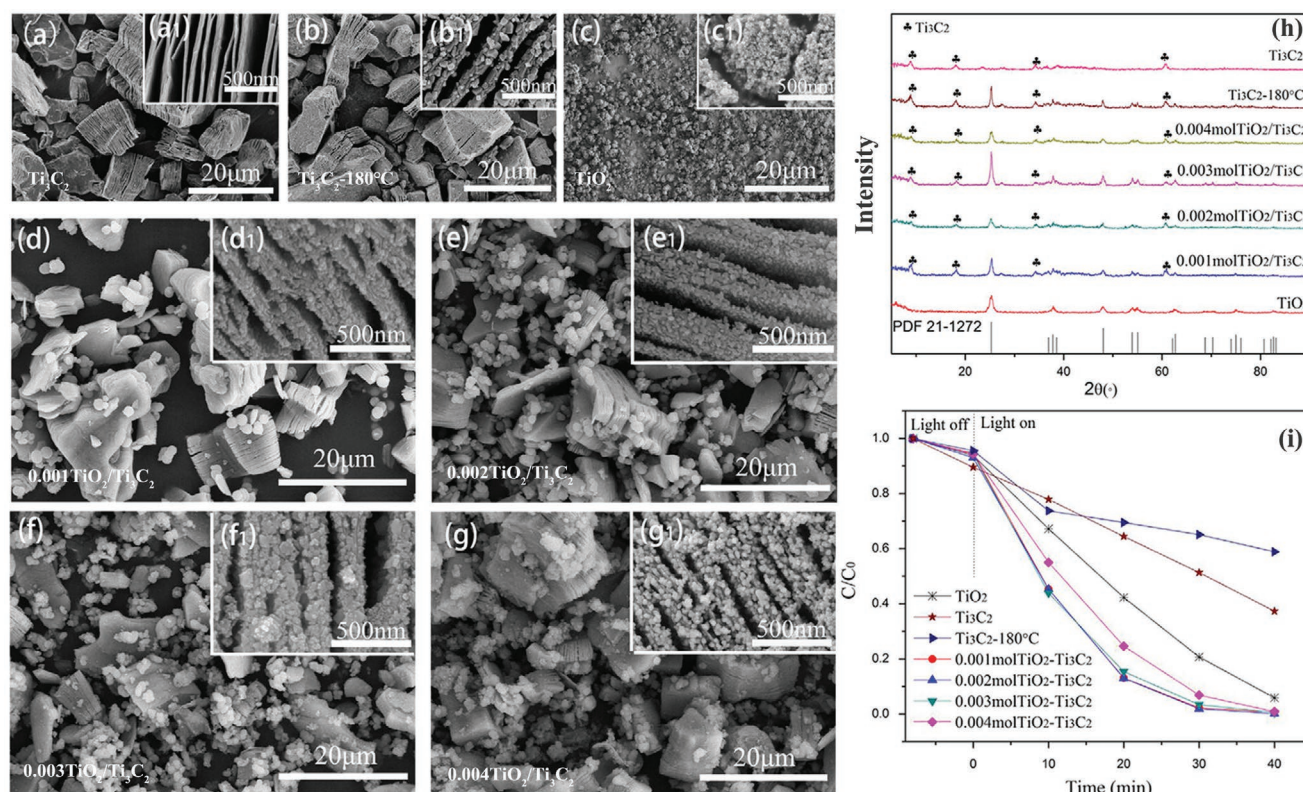 (a)
(a1)
500nm
Ti3C2
20μm
(b)
(b1)
500nm
Ti3C2-180°C
20μm
(c)
(c1)
500nm
TiO2
20μm
(d)
(d1)
500nm
0.001TiO2/Ti3C2
20μm
(e)
(e1)
500nm
0.002TiO2/Ti3C2
20μm
(f)
(f1)
500nm
0.003TiO2/Ti3C2
20μm
(g)
(g1)
500nm
0.004TiO2/Ti3C2
20μm
(h)
♣ Ti3C2
Ti3C2
Ti3C2-180°C
0.004molTiO2/Ti3C2
0.003molTiO2/Ti3C2
0.002molTiO2/Ti3C2
0.001molTiO2/Ti3C2
TiO
PDF 21-1272
Intensity
20 40 60 80
2θ(°)
(i)
Light off Light on
1.0
0.8
0.6
0.4
0.2
0.0
C/C0
TiO2
Ti3C2
Ti3C2-180°C
0.001molTiO2-Ti3C2
0.002molTiO2-Ti3C2
0.003molTiO2-Ti3C2
0.004molTiO2-Ti3C2
0 10 20 30 40
Time (min)